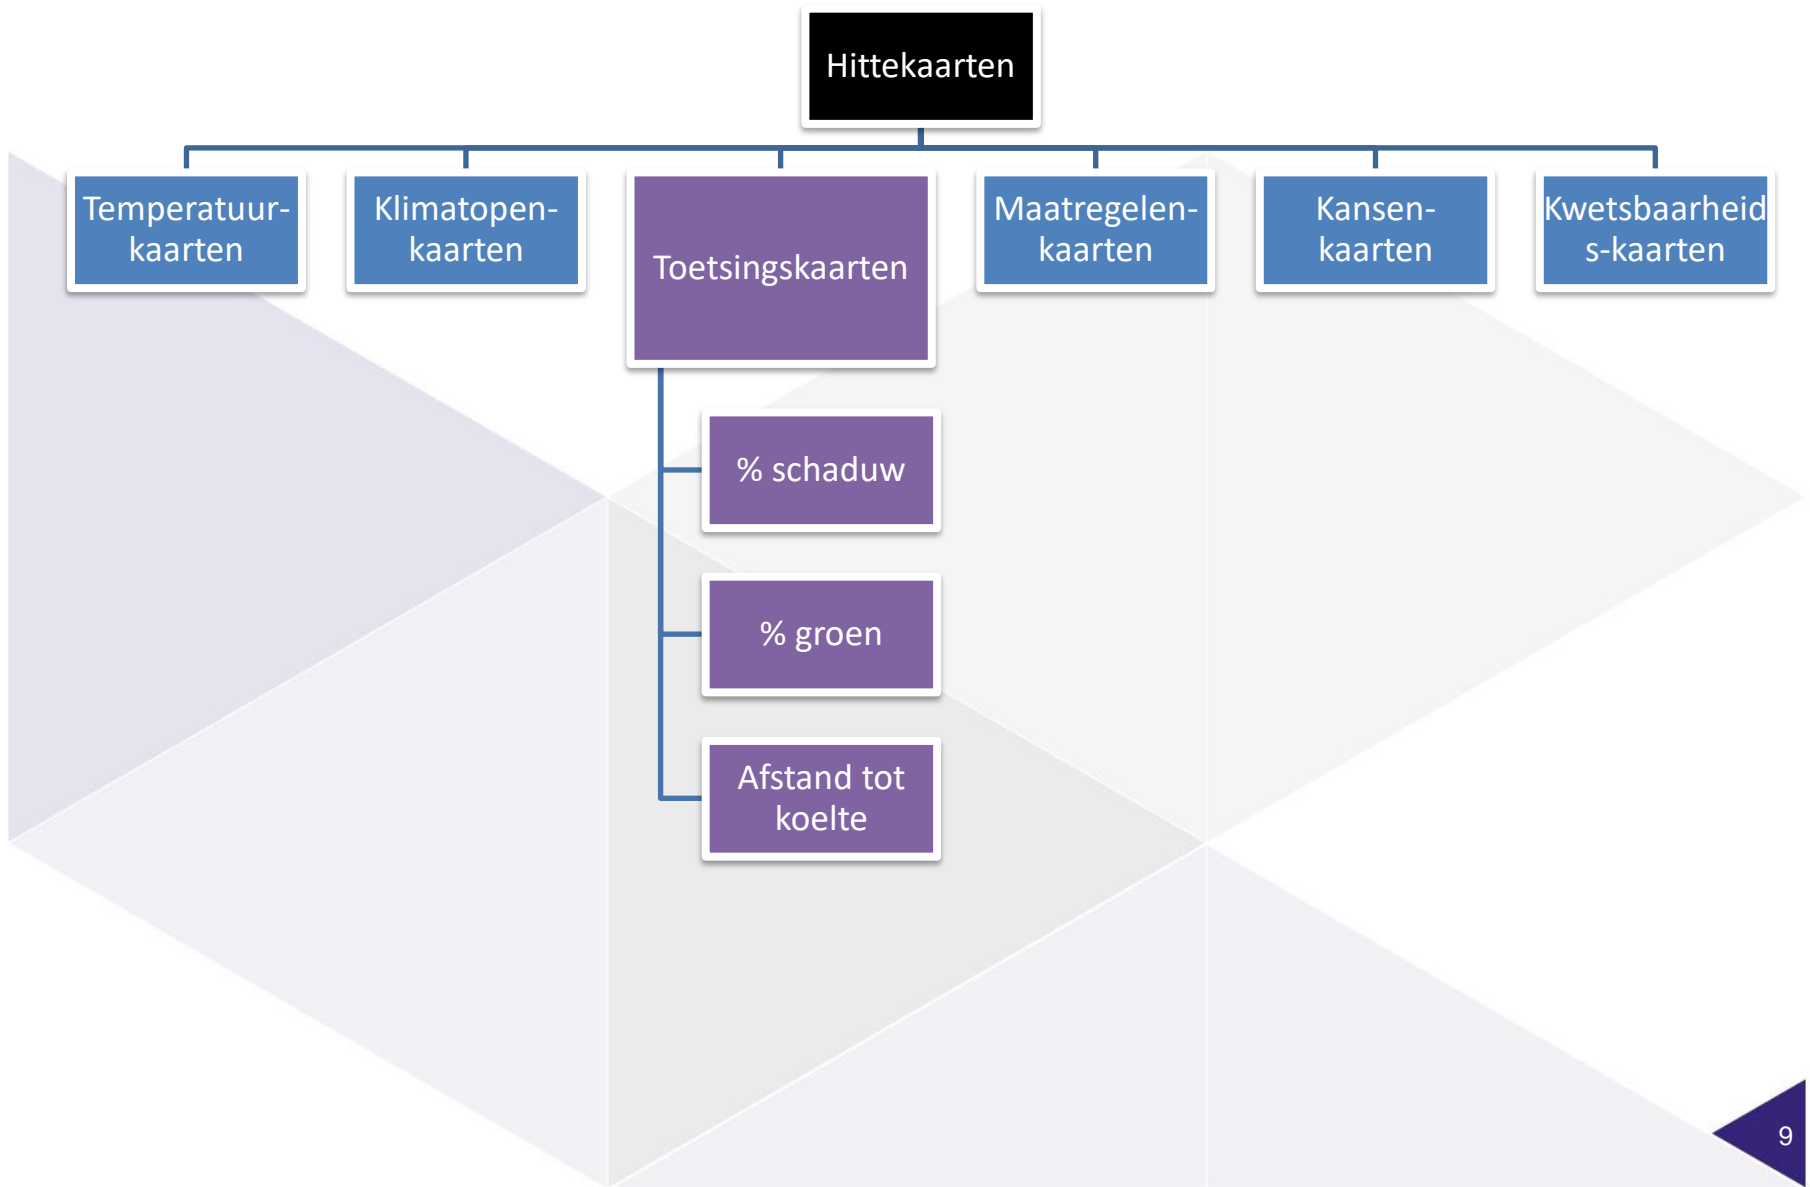 Hittekaarten
Temperatuur-
kaarten
Klimatopen-
kaarten
Toetsingskaarten
Maatregelen-
kaarten
Kansen-
kaarten
Kwetsbaarheid
s-kaarten
% schaduw
% groen
Afstand tot
koelte
9